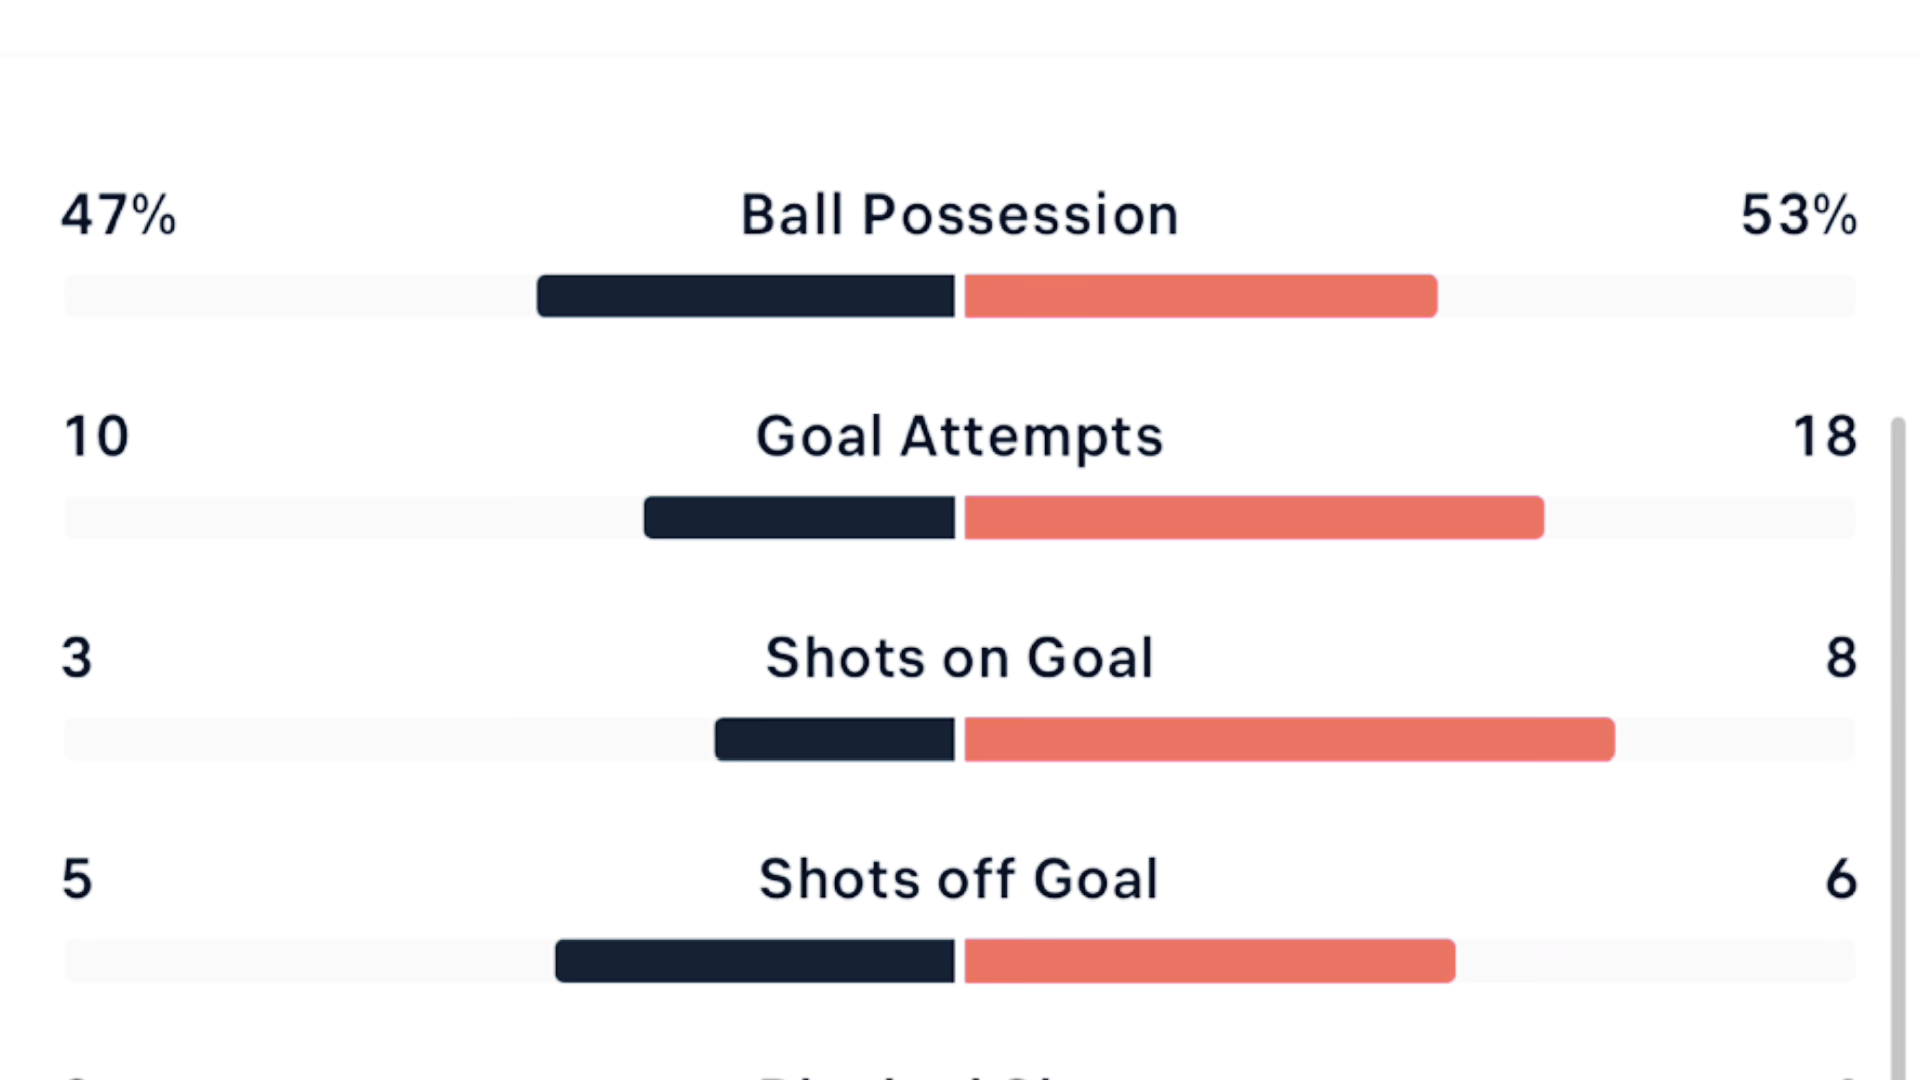 47% Ball Possession 53%
10 Goal Attempts 18
3 Shots on Goal 8
5 Shots off Goal 6